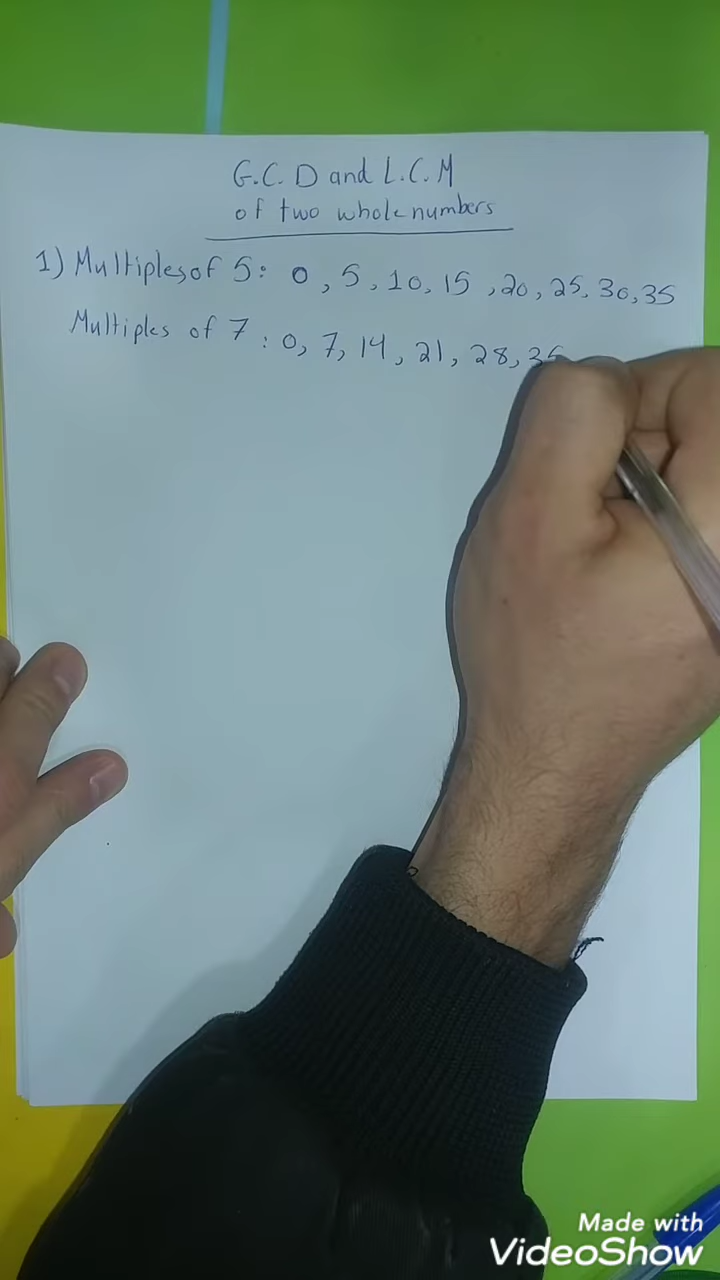 G.C.D and L.C.M
of two whole numbers
1) Multiples of 5: 0, 5, 10, 15, 20, 25, 30, 35
Multiples of 7: 0, 7, 14, 21, 28, 35
Made with
VideoShow